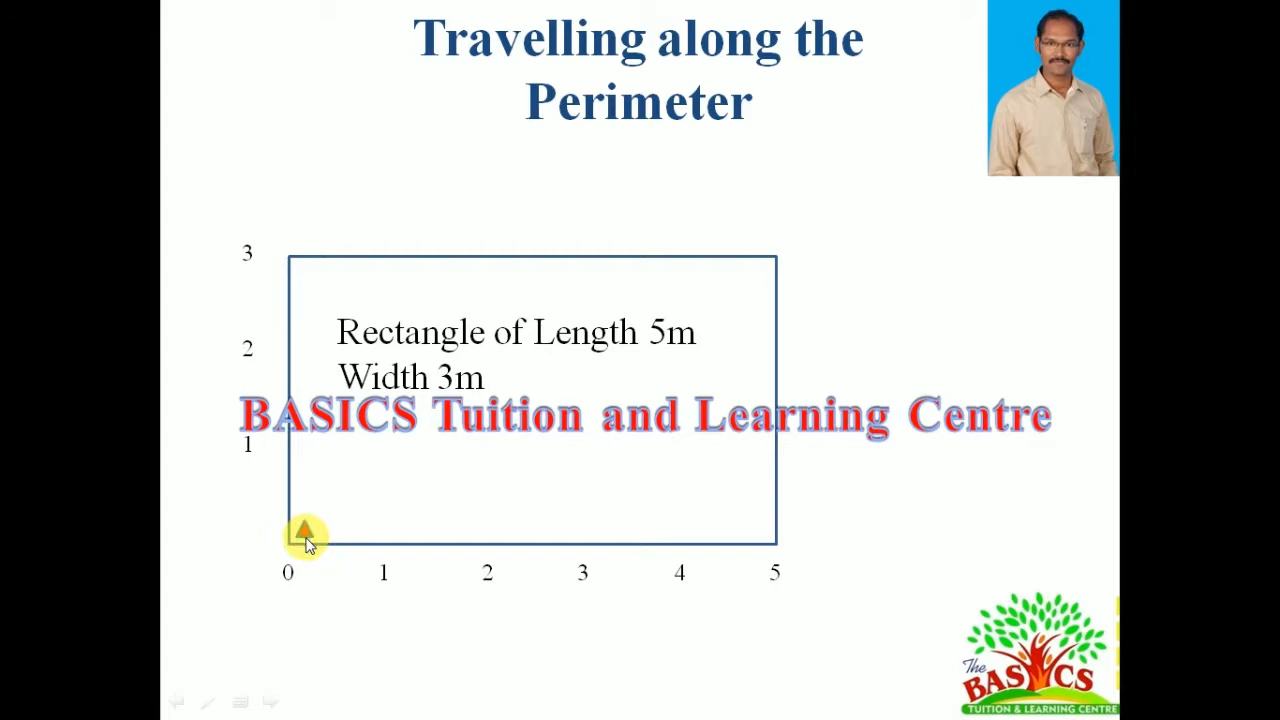 Travelling along the
Perimeter
3
Rectangle of Length 5m
2
Width 3m
BASICS Tuition and Learning Centre
1
0 1 2 3 4 5
The
BASICS
TUITION & LEARNING CENTRE